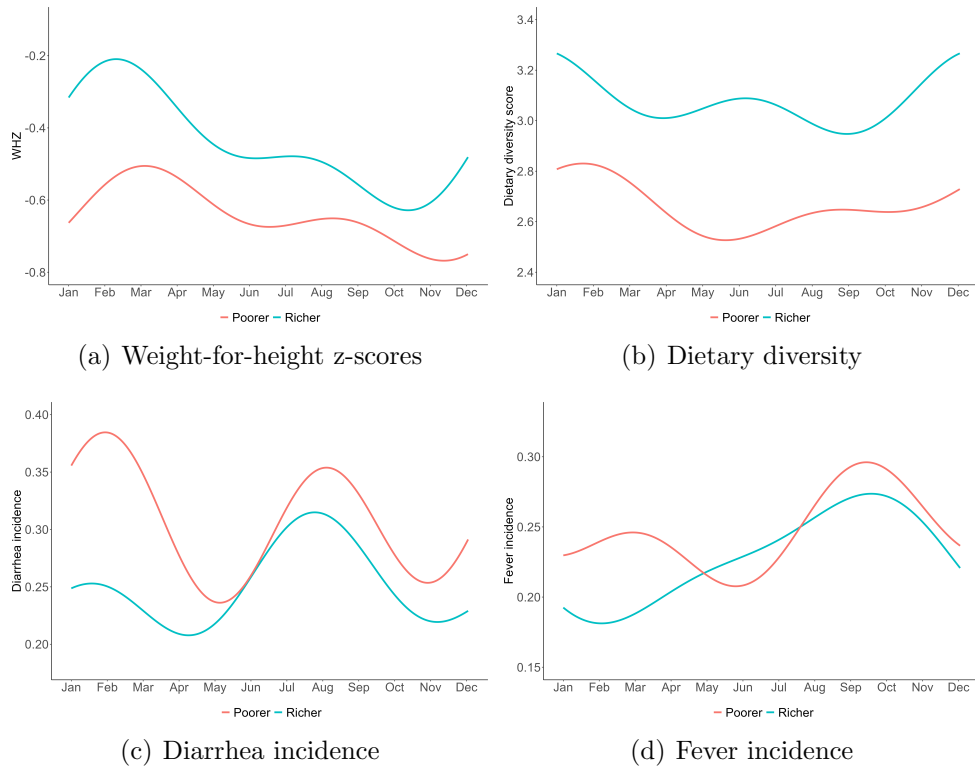 WHZ
-0.2
-0.4
-0.6
-0.8
Jan Feb Mar Apr May Jun Jul Aug Sep Oct Nov Dec
Poorer Richer
(a) Weight-for-height z-scores
Dietary diversity score
3.4
3.2
3.0
2.8
2.6
2.4
Jan Feb Mar Apr May Jun Jul Aug Sep Oct Nov Dec
Poorer Richer
(b) Dietary diversity
Diarrhea incidence
0.40
0.35
0.30
0.25
0.20
Jan Feb Mar Apr May Jun Jul Aug Sep Oct Nov Dec
Poorer Richer
(c) Diarrhea incidence
Fever incidence
0.30
0.25
0.20
0.15
Jan Feb Mar Apr May Jun Jul Aug Sep Oct Nov Dec
Poorer Richer
(d) Fever incidence